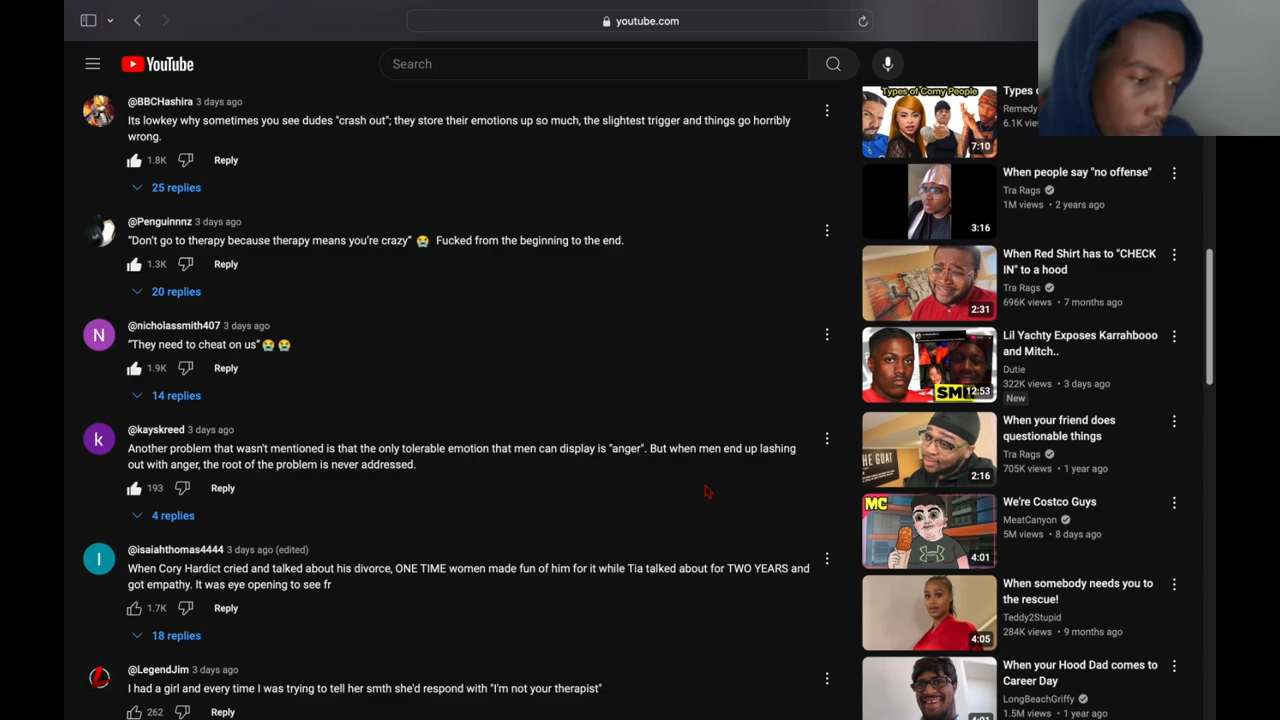 youtube.com
YouTube
Search
@BBCHashira 3 days ago
Its lowkey why sometimes you see dudes "crash out"; they store their emotions up so much, the slightest trigger and things go horribly
wrong.
1.8K Reply
25 replies
@Penguinnnz 3 days ago
“Don’t go to therapy because therapy means you’re crazy” 😭 Fucked from the beginning to the end.
1.3K Reply
20 replies
N
@nicholassmith407 3 days ago
“They need to cheat on us”😭😭
1.9K Reply
14 replies
k
@kayskreed 3 days ago
Another problem that wasn't mentioned is that the only tolerable emotion that men can display is "anger". But when men end up lashing
out with anger, the root of the problem is never addressed.
193 Reply
4 replies
I
@isaiahthomas4444 3 days ago (edited)
When Cory Hardict cried and talked about his divorce, ONE TIME women made fun of him for it while Tia talked about for TWO YEARS and
got empathy. It was eye opening to see fr
1.7K Reply
18 replies
@LegendJim 3 days ago
I had a girl and every time I was trying to tell her smth she'd respond with "I'm not your therapist"
262 Reply
Types of Corny People
7:10
Types
Remedy
6.1K
3:16
When people say "no offense"
Tra Rags
1M views • 2 years ago
2:31
When Red Shirt has to "CHECK
IN" to a hood
Tra Rags
696K views • 7 months ago
SMH
12:53
Lil Yachty Exposes Karrahbooo
and Mitch..
Dutie
322K views • 3 days ago
New
THE GOAT
2:16
When your friend does
questionable things
Tra Rags
705K views • 1 year ago
MC
4:01
We're Costco Guys
MeatCanyon
5M views • 8 days ago
4:05
When somebody needs you to
the rescue!
Teddy2Stupid
284K views • 9 months ago
When your Hood Dad comes to
Career Day
LongBeachGriffy
1.5M views • 1 year ago